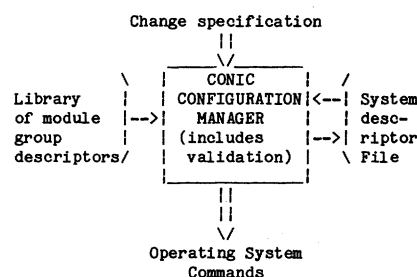 Change specification
CONIC
Library
of module
group
descriptors
CONFIGURATION
MANAGER
(includes
validation)
System
desc-
riptor
File
Operating System
Commands